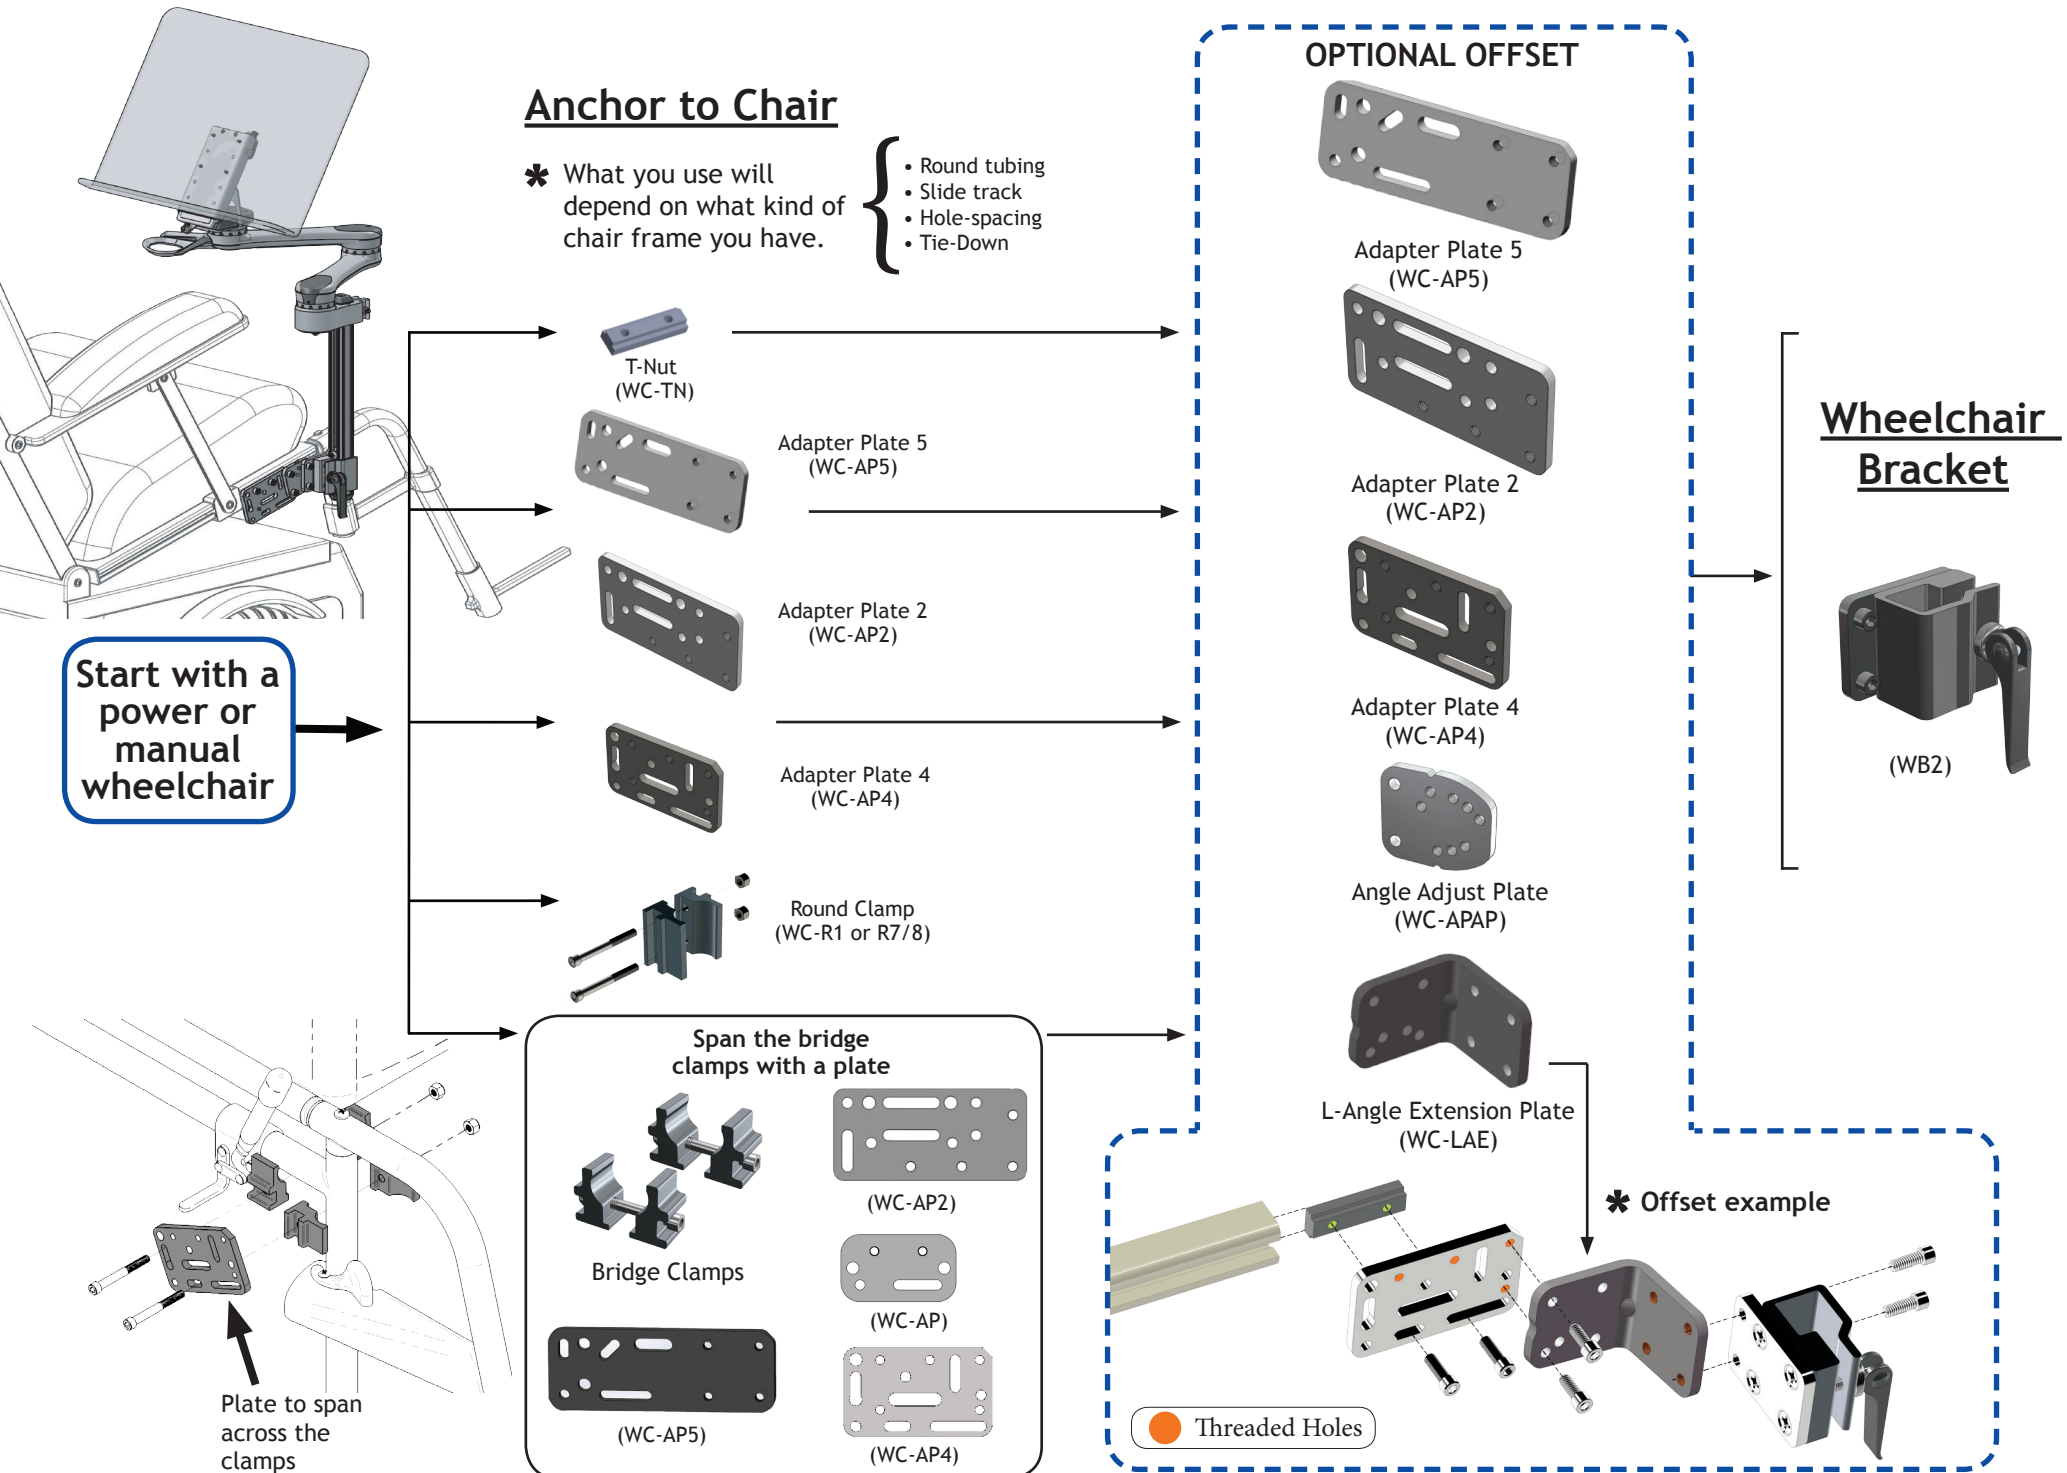 Anchor to Chair
* What you use will
depend on what kind of
chair frame you have.
• Round tubing
• Slide track
• Hole-spacing
• Tie-Down
Start with a
power or
manual
wheelchair
T-Nut
(WC-TN)
Adapter Plate 5
(WC-AP5)
Adapter Plate 2
(WC-AP2)
Adapter Plate 4
(WC-AP4)
Round Clamp
(WC-R1 or R7/8)
Span the bridge
clamps with a plate
Bridge Clamps
(WC-AP2)
(WC-AP)
(WC-AP5)
(WC-AP4)
Plate to span
across the
clamps
OPTIONAL OFFSET
Adapter Plate 5
(WC-AP5)
Adapter Plate 2
(WC-AP2)
Adapter Plate 4
(WC-AP4)
Angle Adjust Plate
(WC-APAP)
L-Angle Extension Plate
(WC-LAE)
* Offset example
Threaded Holes
Wheelchair
Bracket
(WB2)